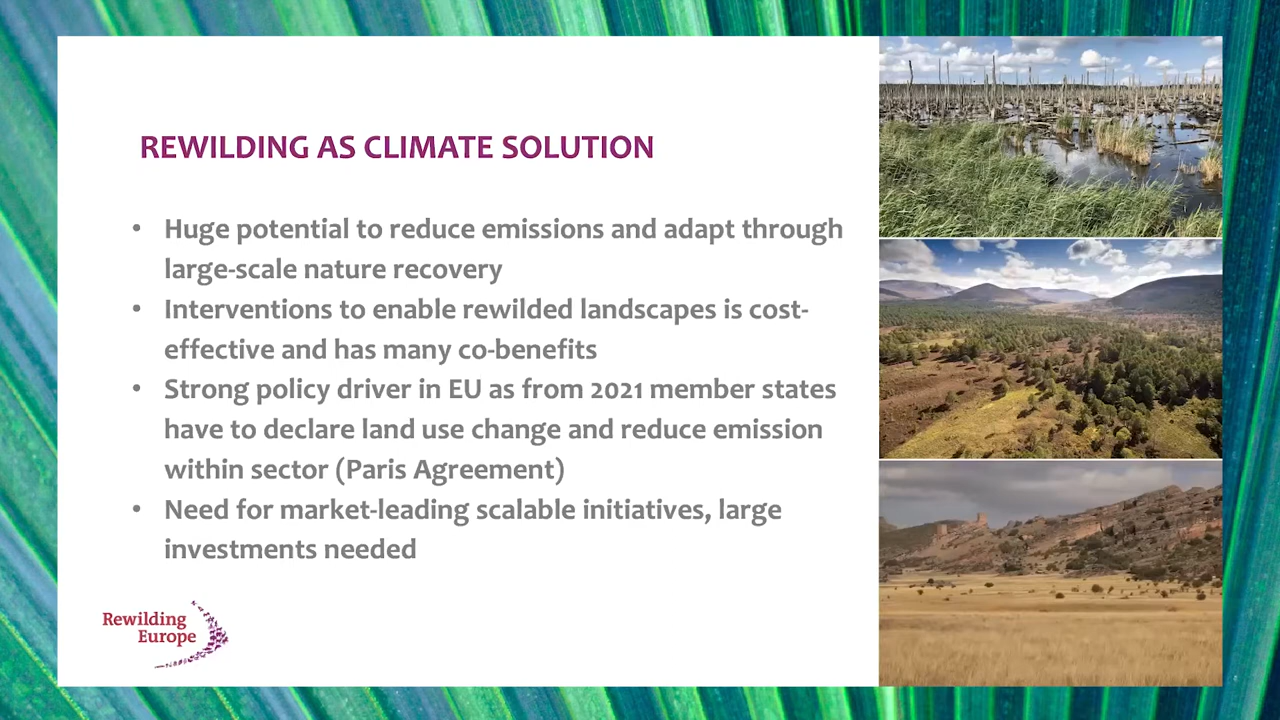 REWILDING AS CLIMATE SOLUTION
• Huge potential to reduce emissions and adapt through
large-scale nature recovery
• Interventions to enable rewilded landscapes is cost-
effective and has many co-benefits
• Strong policy driver in EU as from 2021 member states
have to declare land use change and reduce emission
within sector (Paris Agreement)
• Need for market-leading scalable initiatives, large
investments needed
Rewilding
Europe